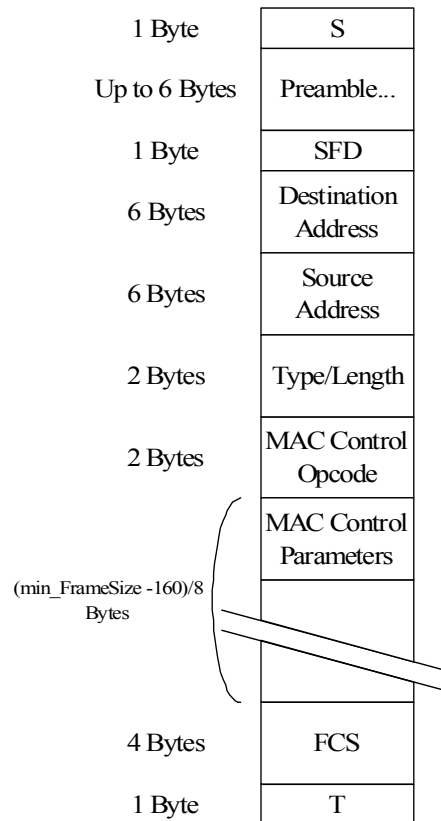 1 Byte S
Up to 6 Bytes Preamble...
1 Byte SFD
6 Bytes Destination
Address
6 Bytes Source
Address
2 Bytes Type/Length
2 Bytes MAC Control
Opcode
MAC Control
Parameters
(min_FrameSize -160)/8
Bytes
4 Bytes FCS
1 Byte T